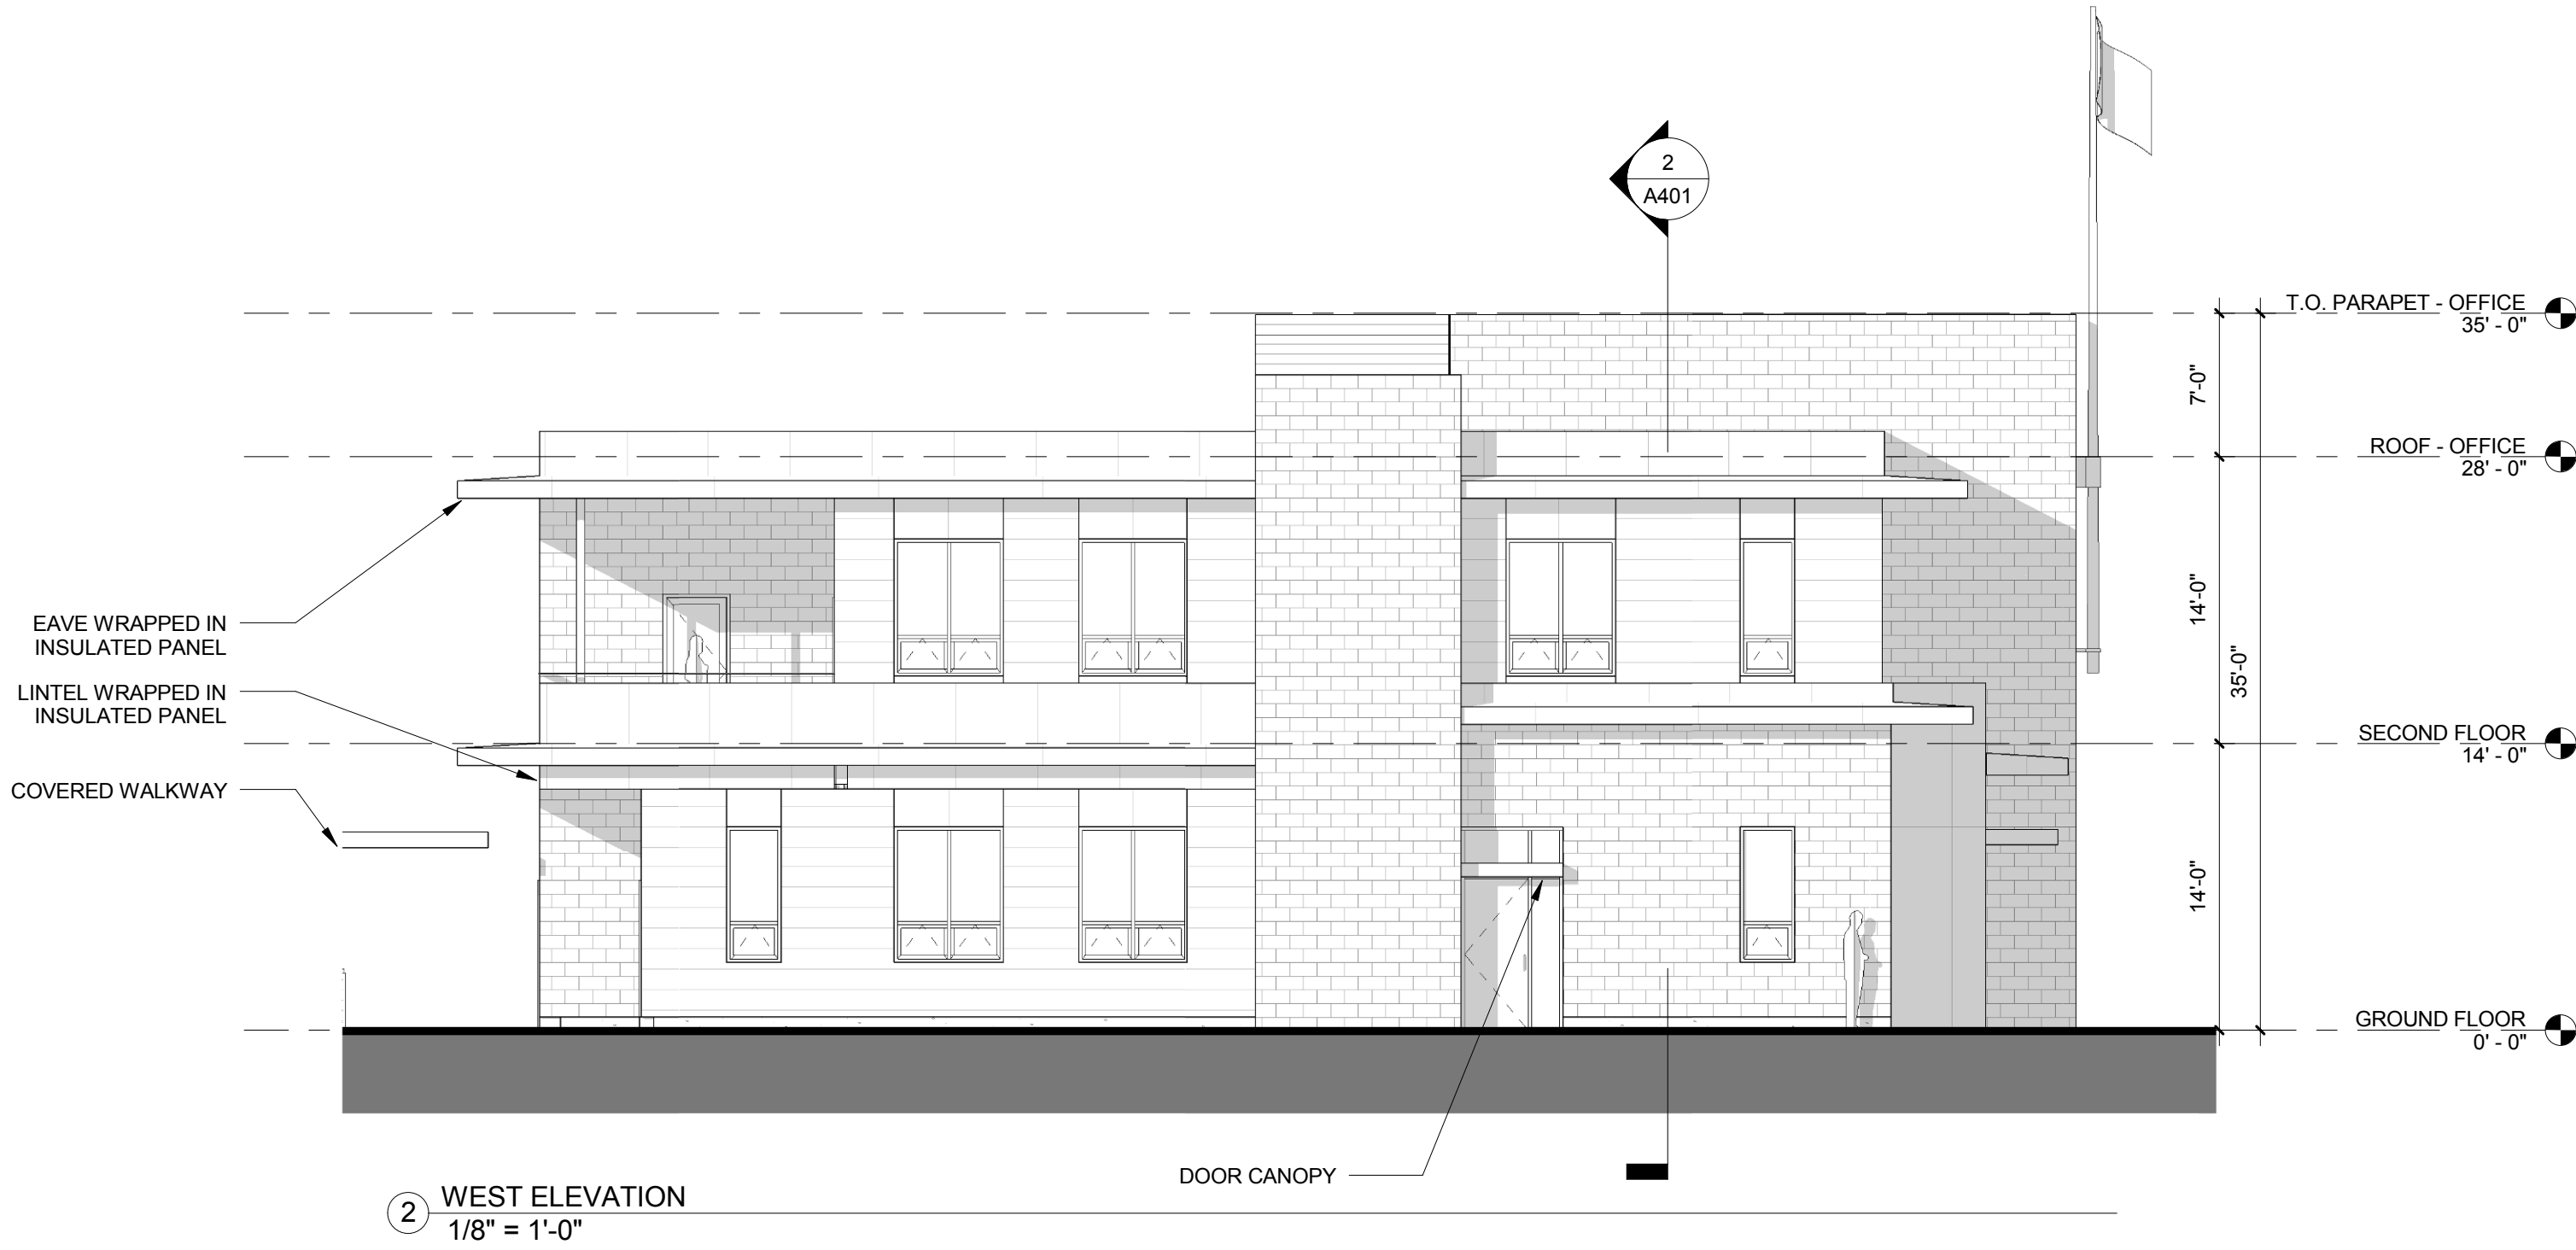 2
A401
T.O. PARAPET - OFFICE
35' - 0"
7'-0"
ROOF - OFFICE
28' - 0"
14'-0"
35'-0"
EAVE WRAPPED IN
INSULATED PANEL
LINTEL WRAPPED IN
INSULATED PANEL
SECOND FLOOR
14' - 0"
COVERED WALKWAY
14'-0"
GROUND FLOOR
0' - 0"
DOOR CANOPY
2
WEST ELEVATION
1/8" = 1'-0"